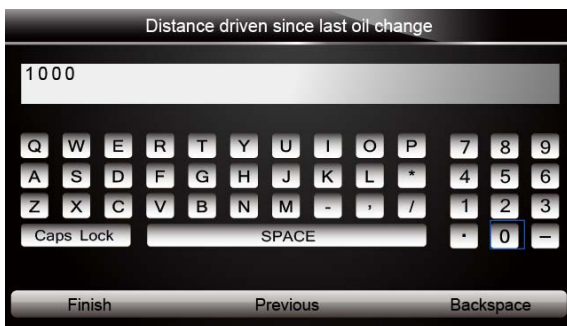 Distance driven since last oil change
1000
Q W E R T Y U I O P 7 8 9
A S D F G H J K L * 4 5 6
Z X C V B N M - , / 1 2 3
Caps Lock SPACE . 0 –
Finish Previous Backspace